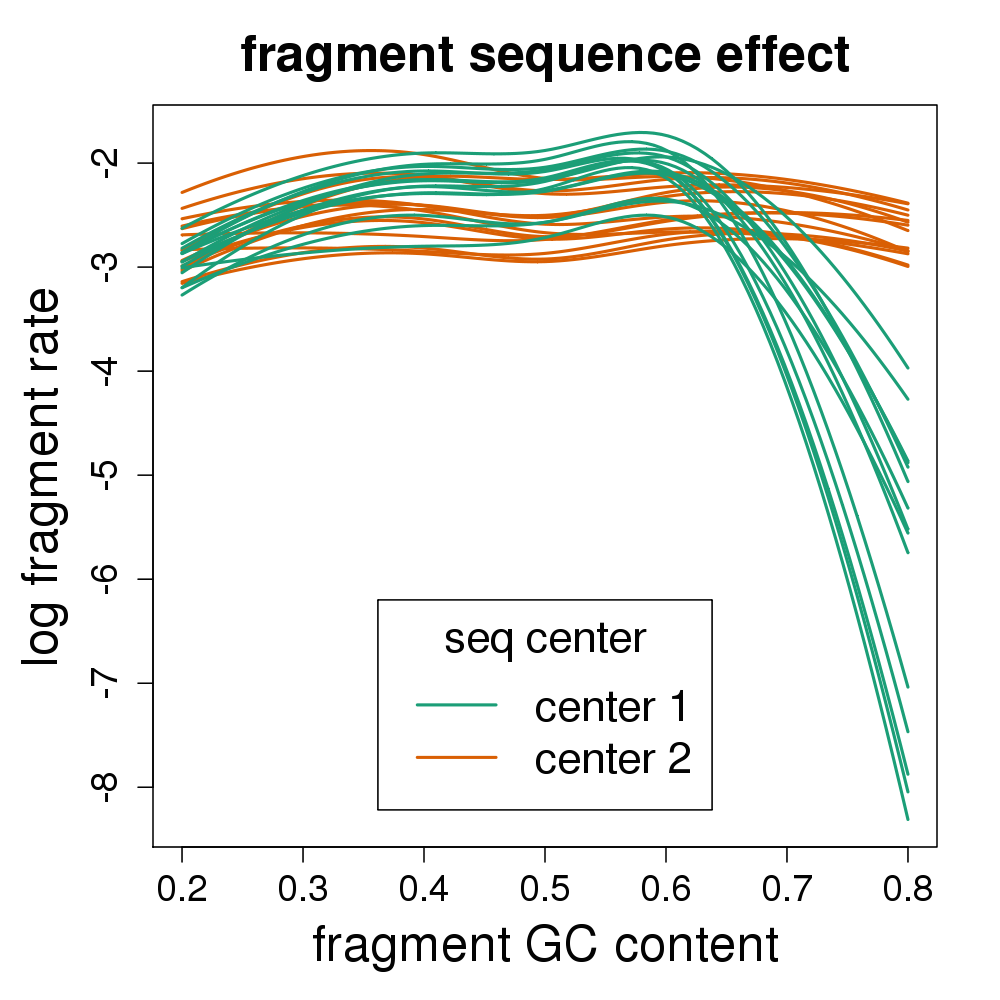 fragment sequence effect
log fragment rate
-2
-3
-4
-5
-6
-7
-8
seq center
center 1
center 2
0.2 0.3 0.4 0.5 0.6 0.7 0.8
fragment GC content